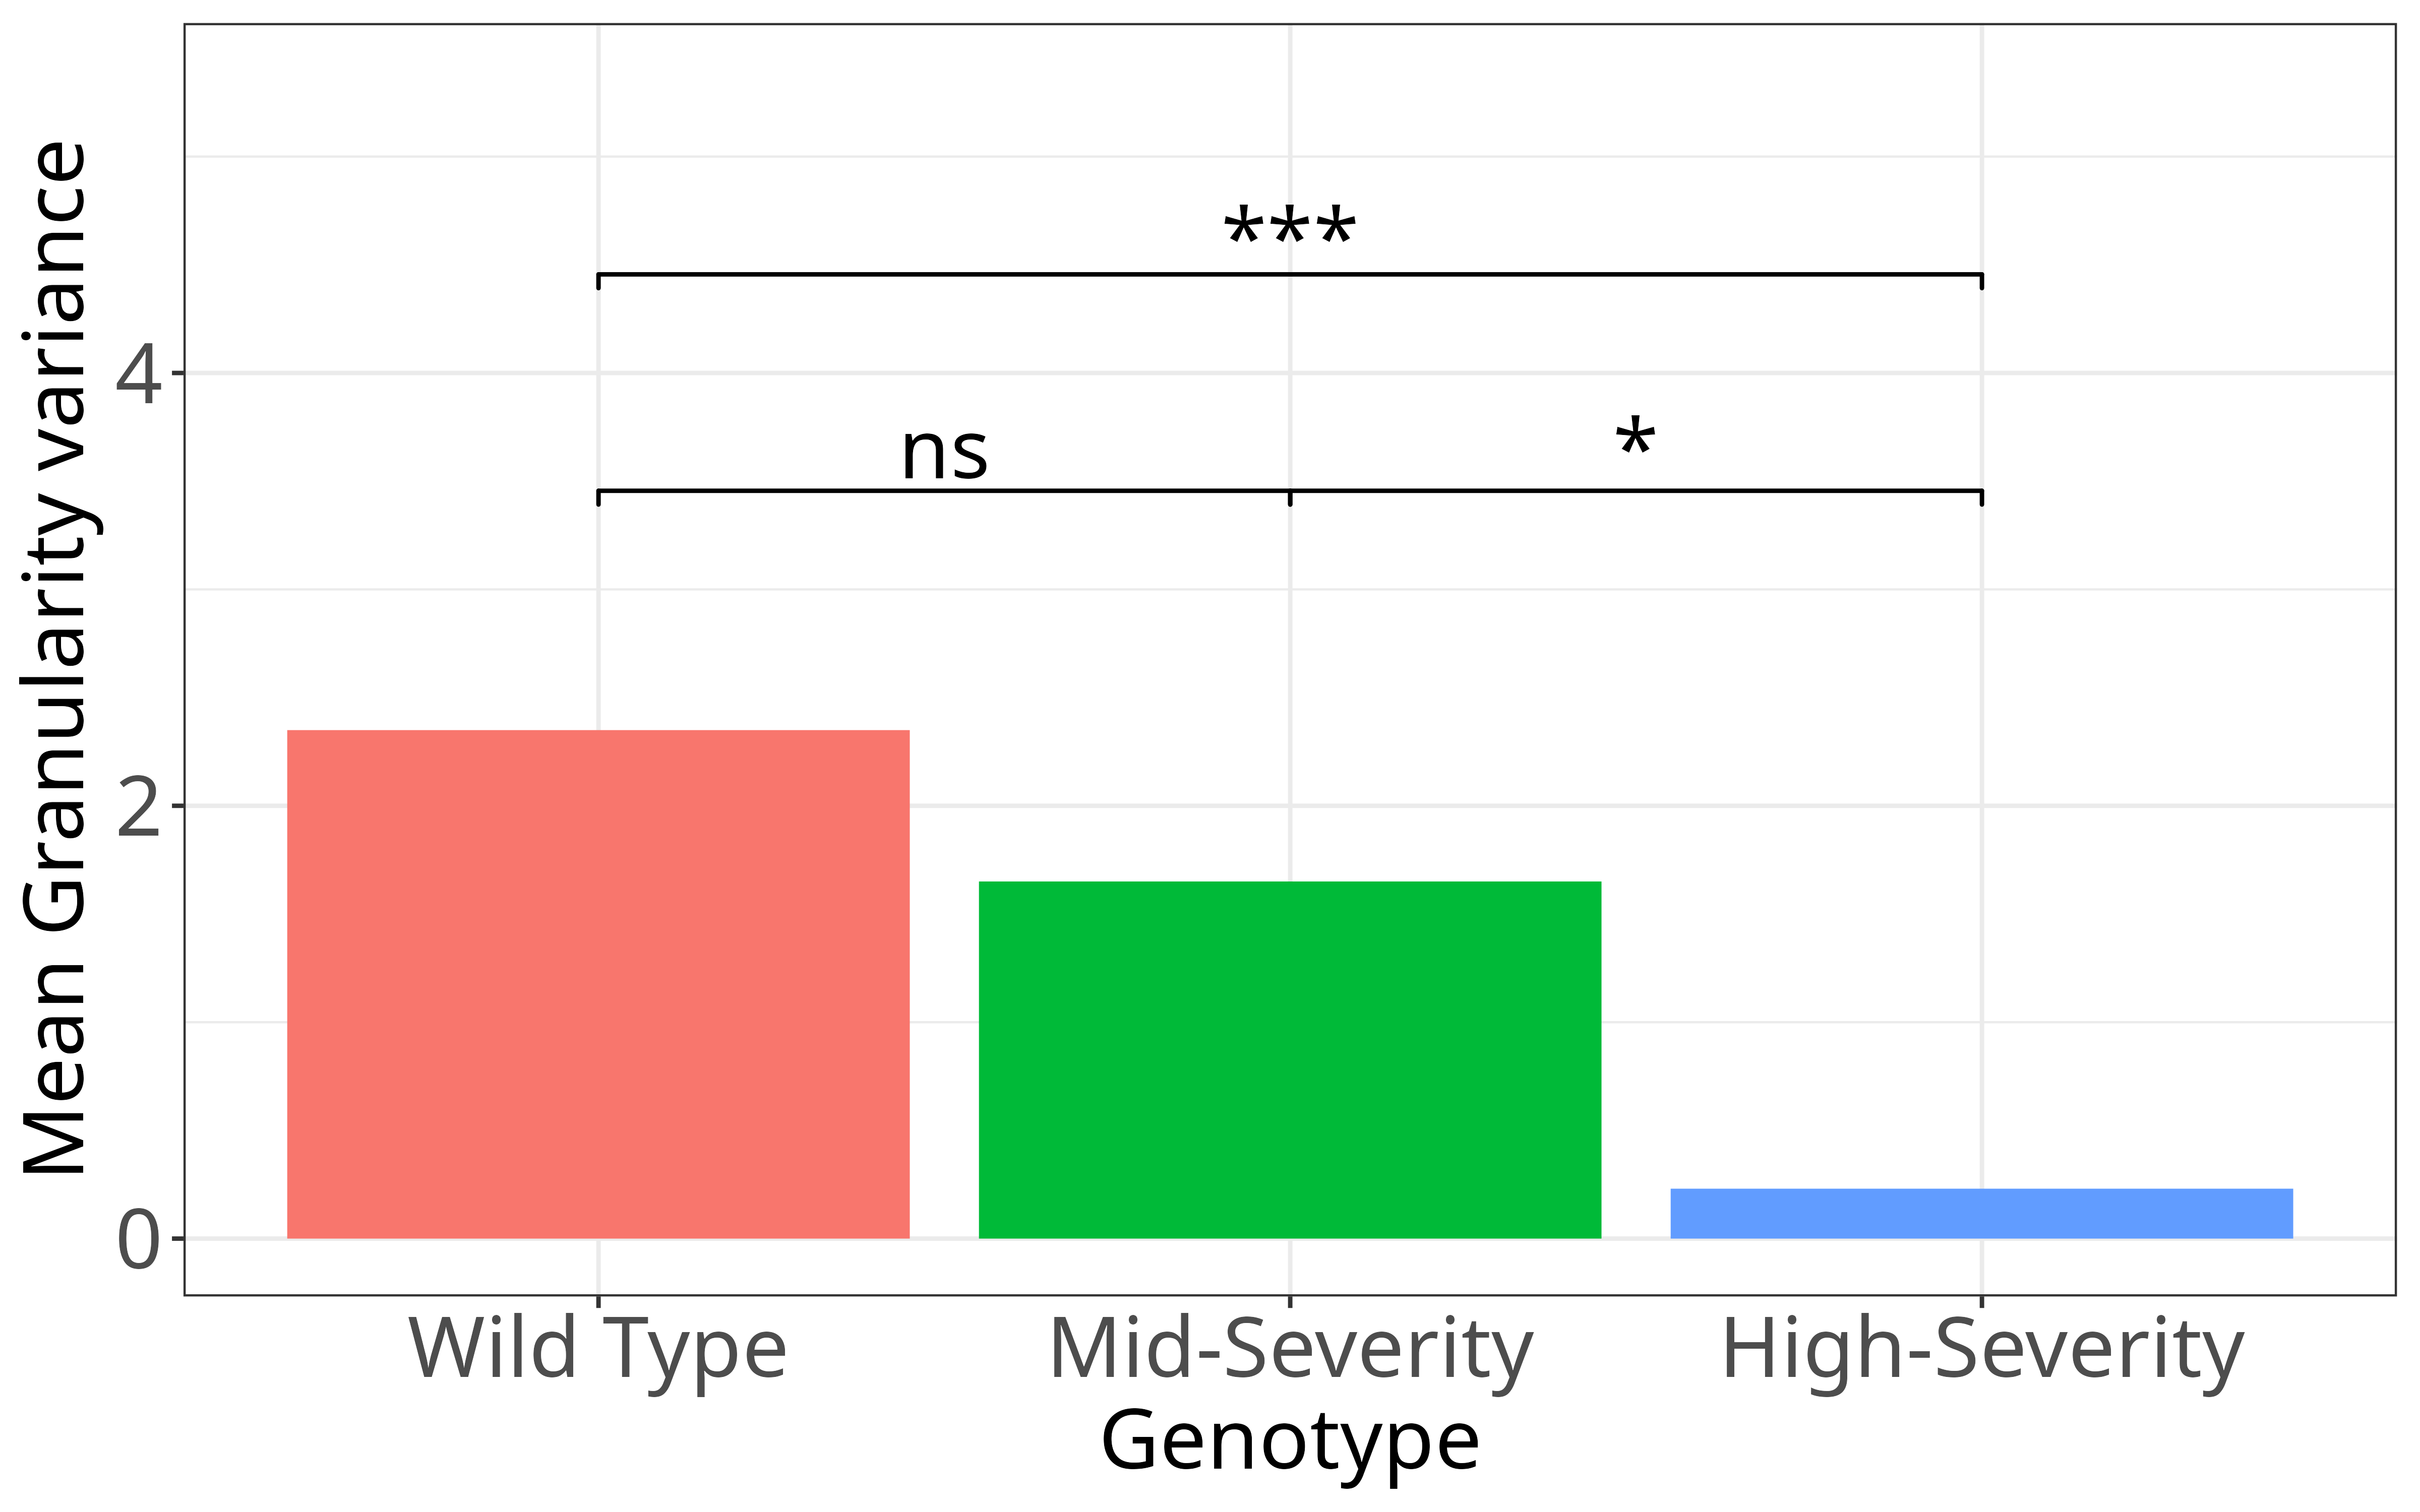 Mean Granularity variance
***
4
ns
*
2
0
Wild Type Mid-Severity High-Severity
Genotype